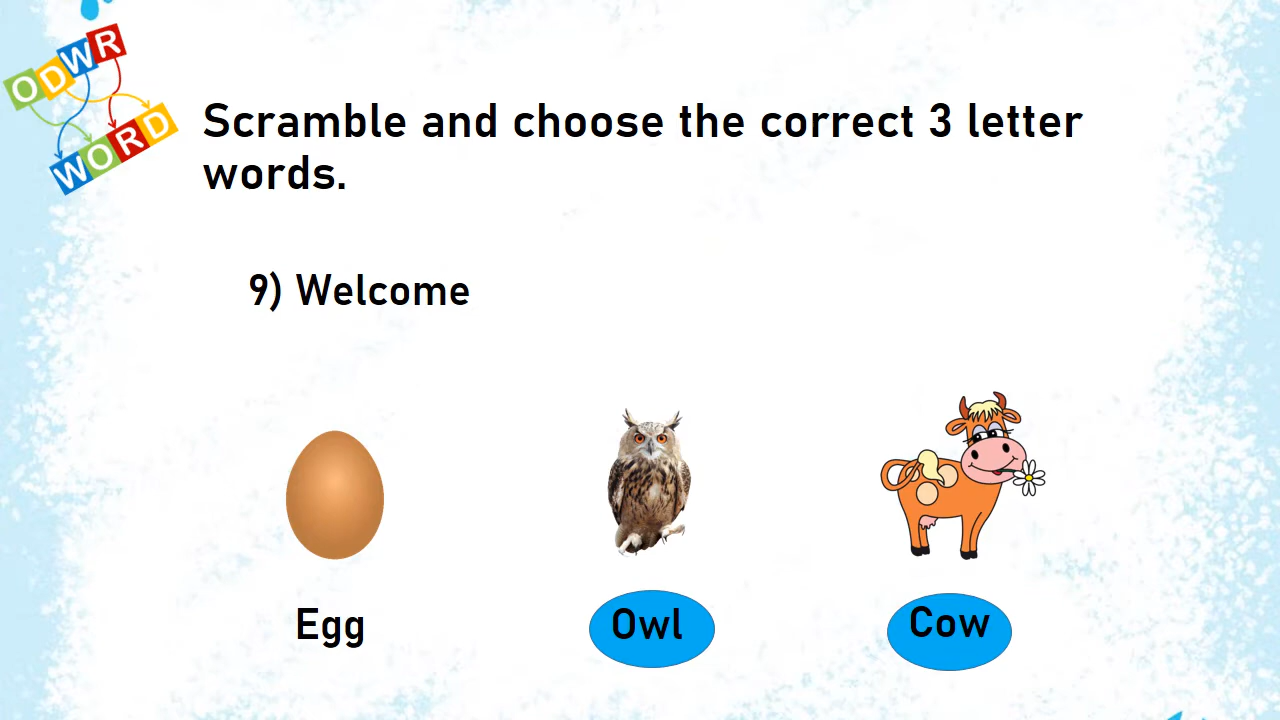 ODWR
WORD
Scramble and choose the correct 3 letter
words.
9) Welcome
Egg Owl Cow